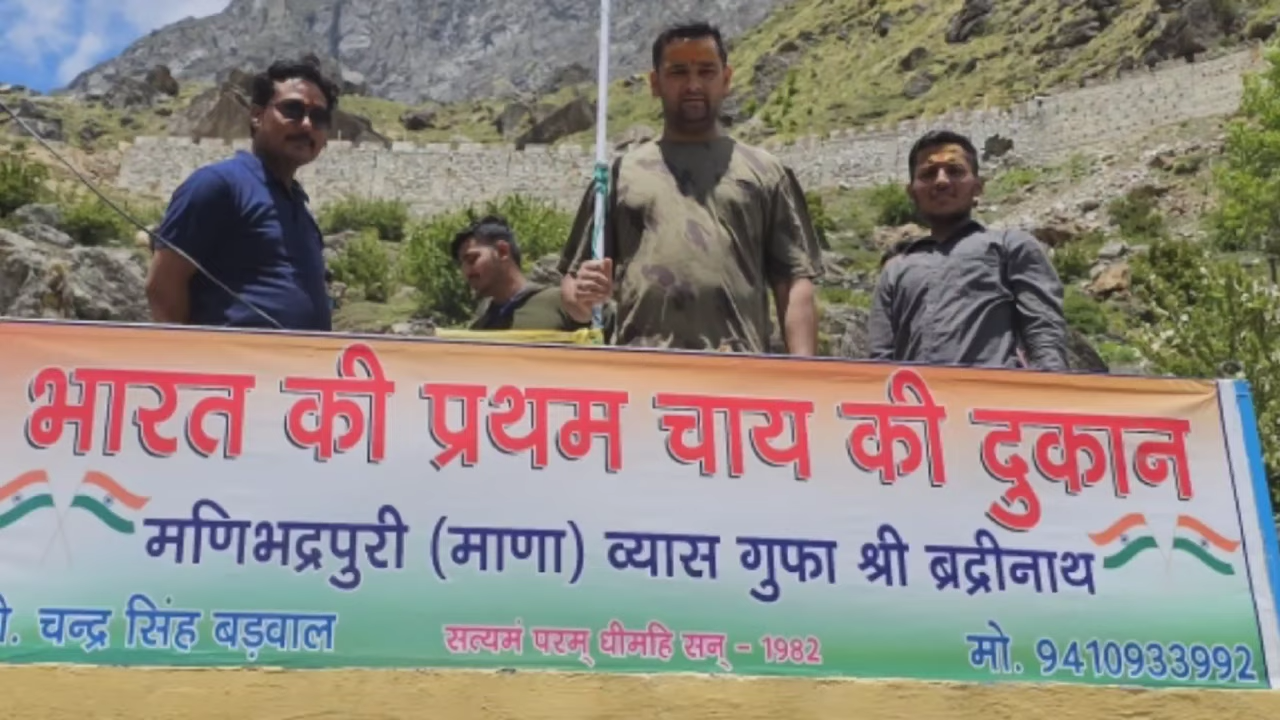 भारत की प्रथम चाय की दुकान
मणिभद्रपुरी (माणा) व्यास गुफा श्री ब्रद्रीनाथ
चन्द्र सिंह बड़वाल
सत्यमं परम् धीमहि सन् - 1982
मो. 9410933992